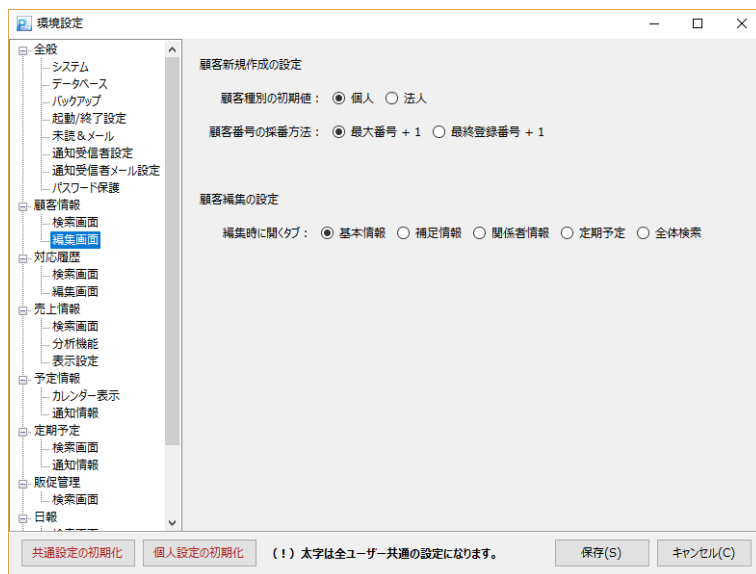 環境設定
全般
システム
データベース
バックアップ
起動/終了設定
未読＆メール
通知受信者設定
通知受信者メール設定
パスワード保護
顧客情報
検索画面
編集画面
対応履歴
検索画面
編集画面
売上情報
検索画面
分析機能
表示設定
予定情報
カレンダー表示
通知情報
定期予定
検索画面
通知情報
販促管理
検索画面
日報
顧客新規作成の設定
顧客種別の初期値： 個人 法人
顧客番号の採番方法： 最大番号 + 1 最終登録番号 + 1
顧客編集の設定
編集時に開くタブ： 基本情報 補足情報 関係者情報 定期予定 全体検索
共通設定の初期化 個人設定の初期化 （！）太字は全ユーザー共通の設定になります。 保存(S) キャンセル(C)